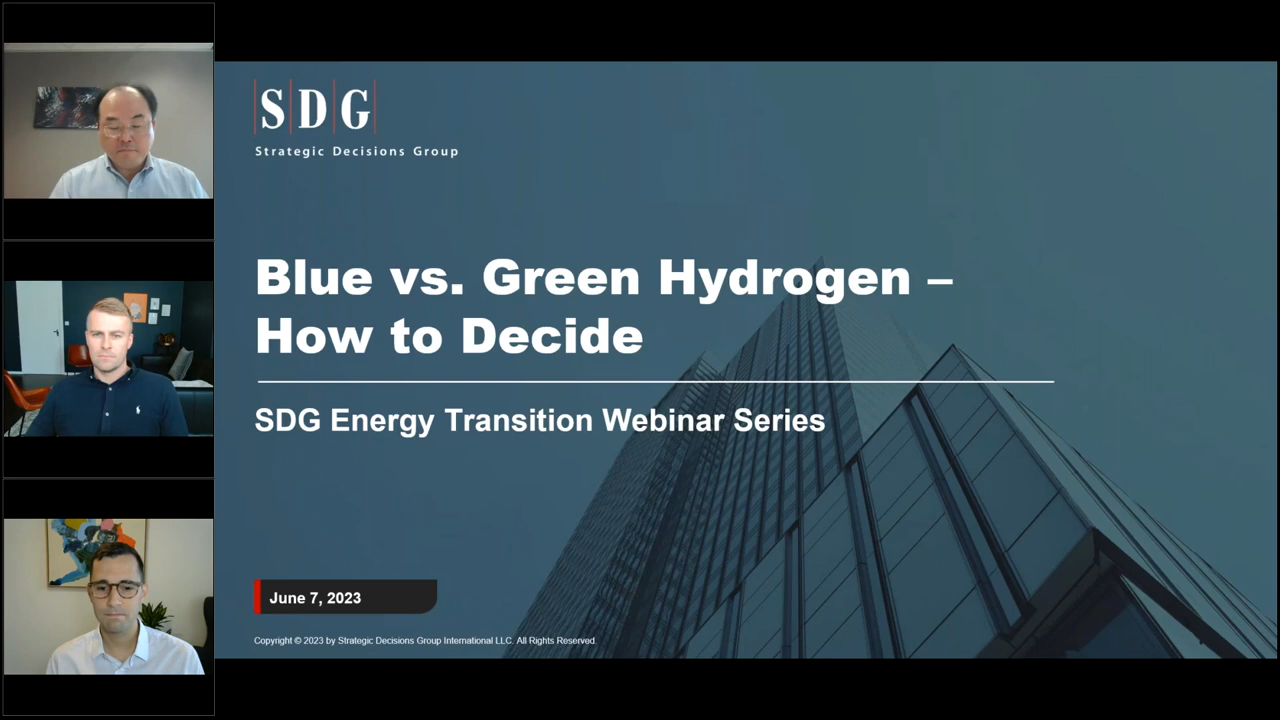 SDG
Strategic Decisions Group
Blue vs. Green Hydrogen –
How to Decide
SDG Energy Transition Webinar Series
June 7, 2023
Copyright © 2023 by Strategic Decisions Group International LLC. All Rights Reserved.